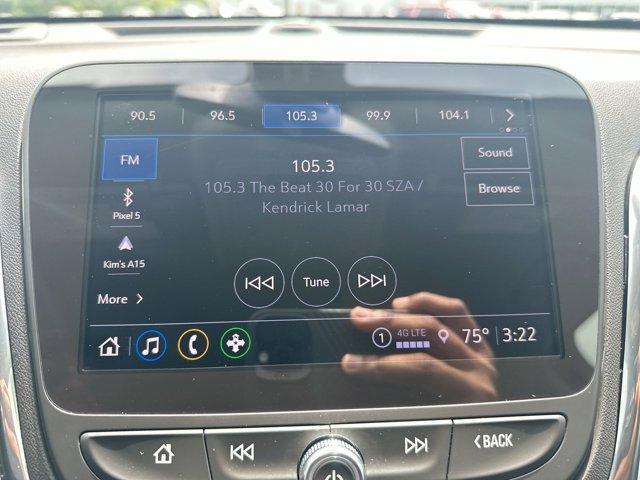 90.5 96.5 105.3 99.9 104.1
FM
105.3
Sound
105.3 The Beat 30 For 30 SZA /
Kendrick Lamar
Browse
Pixel 5
Kim's A15
Tune
More
1 4G LTE 75° 3:22
BACK